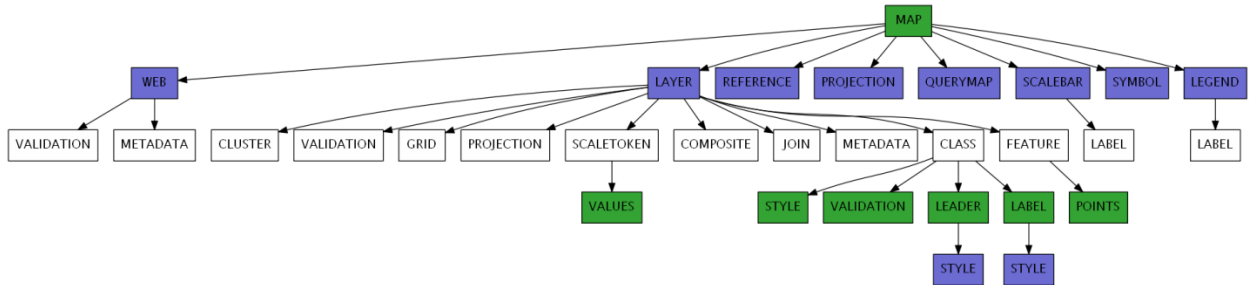 MAP
WEB
LAYER
REFERENCE
PROJECTION
QUERYMAP
SCALEBAR
SYMBOL
LEGEND
VALIDATION
METADATA
CLUSTER
VALIDATION
GRID
PROJECTION
SCALETOKEN
COMPOSITE
JOIN
METADATA
CLASS
FEATURE
LABEL
LABEL
VALUES
STYLE
VALIDATION
LEADER
LABEL
POINTS
STYLE
STYLE